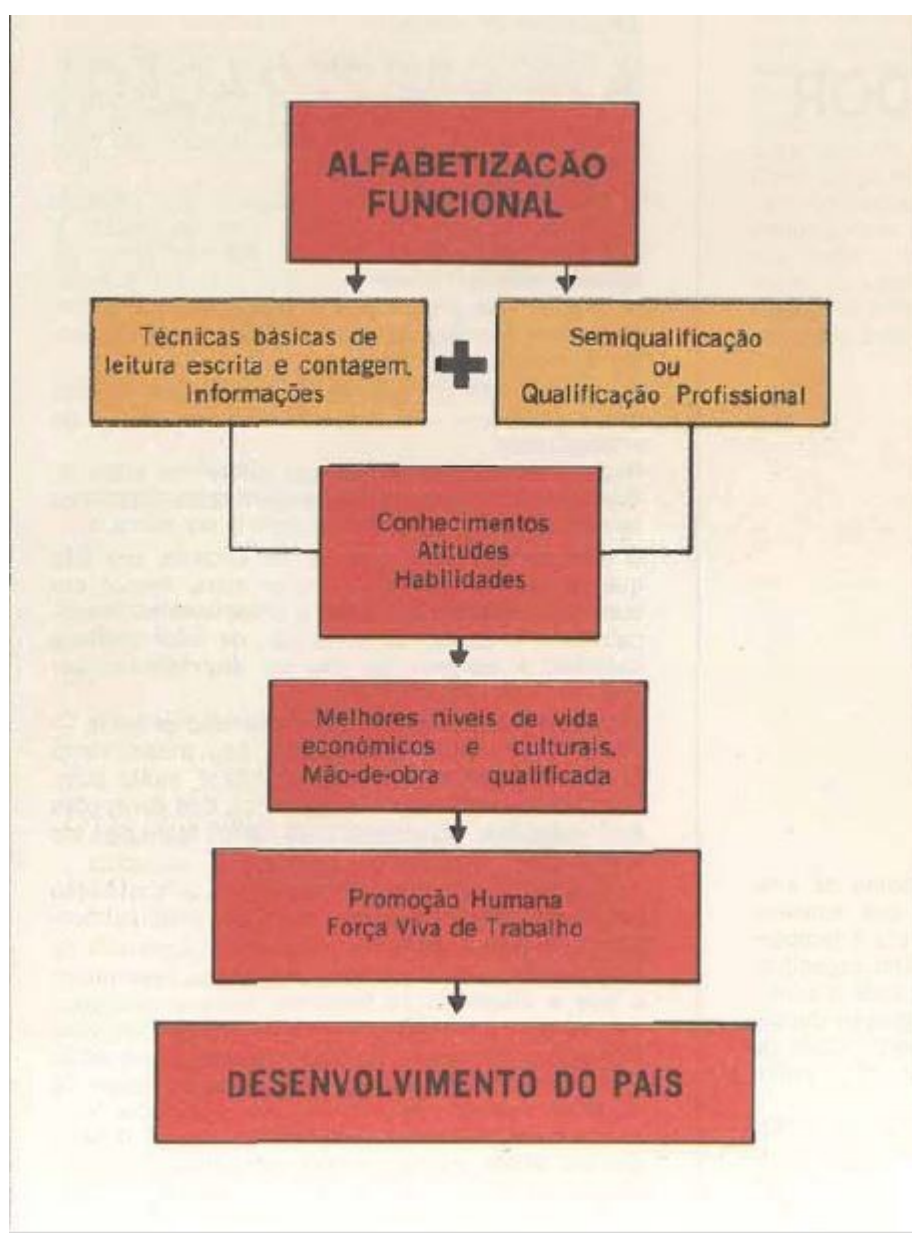 ALFABETIZACÃO
FUNCIONAL
Técnicas básicas de
leitura escrita e contagem.
Informações
+
Semiqualificação
ou
Qualificação Profissional
Conhecimentos
Atitudes
Habilidades
Melhores níveis de vida
económicos e culturais.
Mão-de-obra qualificada
Promoção Humana
Força Viva de Trabalho
DESENVOLVIMENTO DO PAÍS